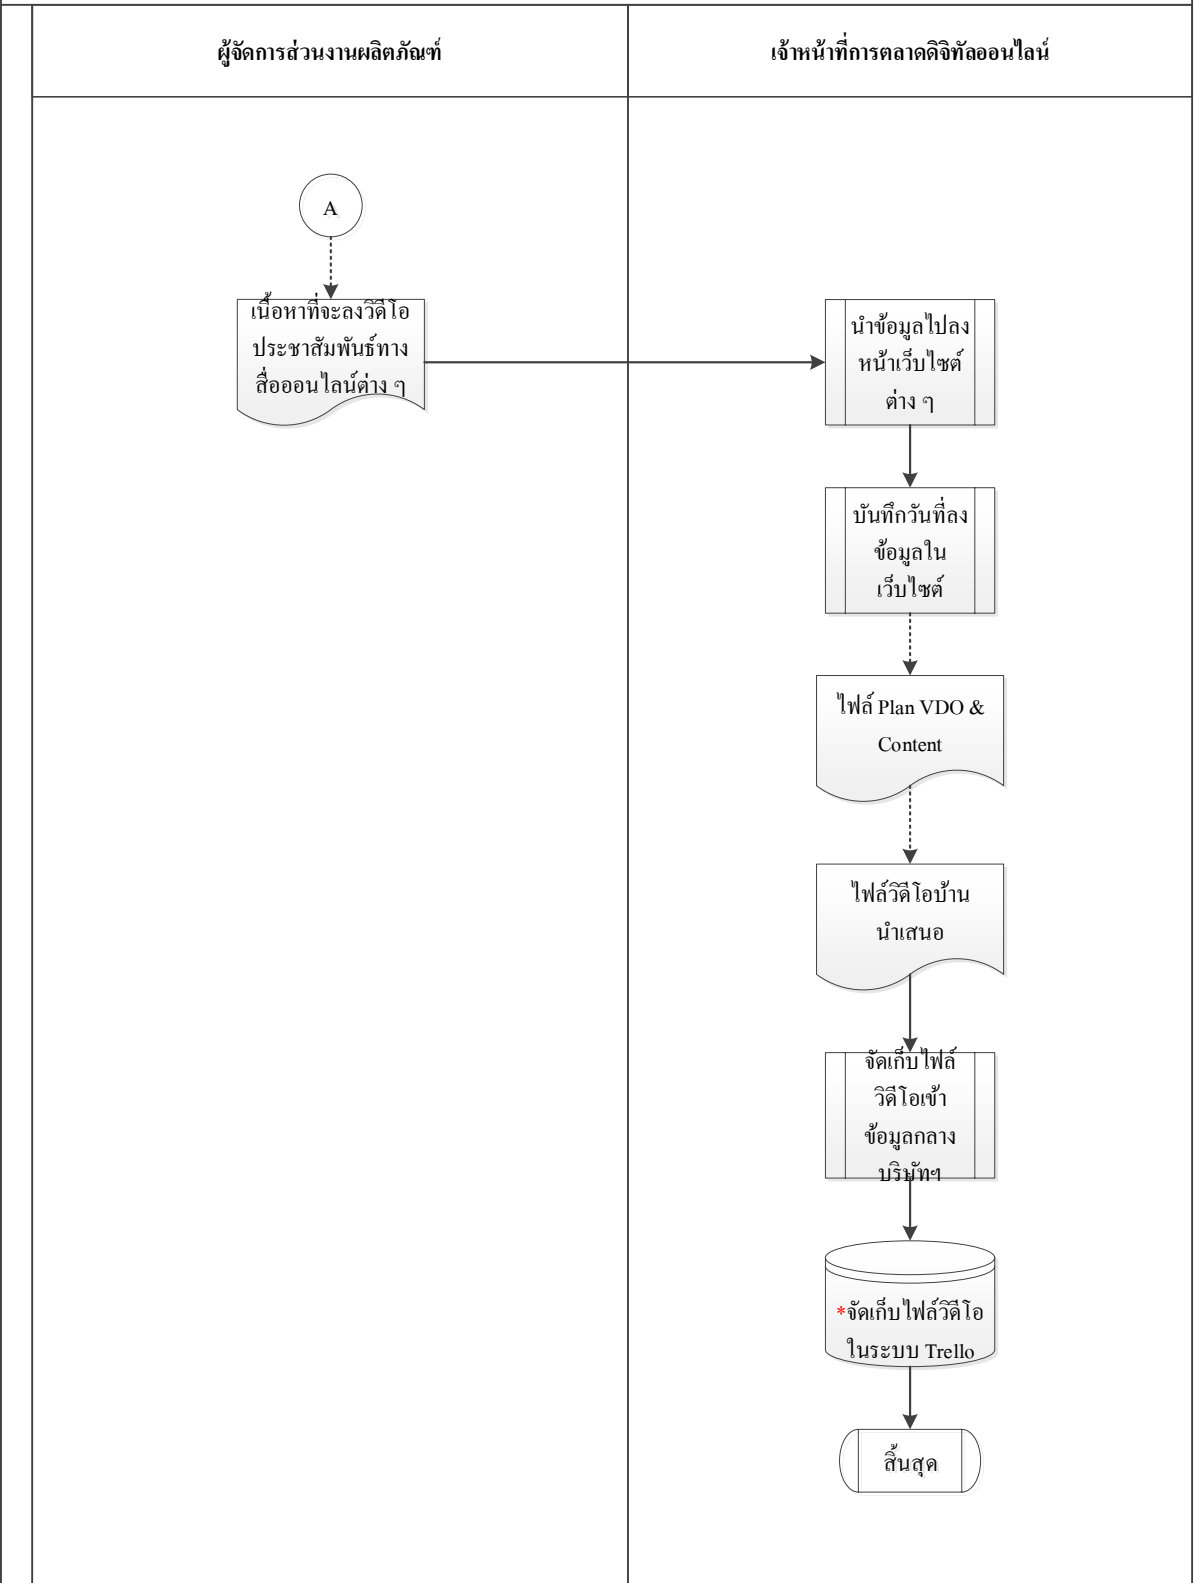 ผู้จัดการส่วนงานผลิตภัณฑ์
เจ้าหน้าที่การตลาดดิจิทัลออนไลน์
A
เนื้อหาที่จะลงวิดีโอ
ประชาสัมพันธ์ทาง
สื่อออนไลน์ต่าง ๆ
นำข้อมูลไปลง
หน้าเว็บไซต์
ต่าง ๆ
บันทึกวันที่ลง
ข้อมูลใน
เว็บไซต์
ไฟล์ Plan VDO &
Content
ไฟล์วิดีโอบ้าน
นำเสนอ
จัดเก็บไฟล์
วิดีโอเข้า
ข้อมูลกลาง
บริษัทฯ
*จัดเก็บไฟล์วิดีโอ
ในระบบ Trello
สิ้นสุด